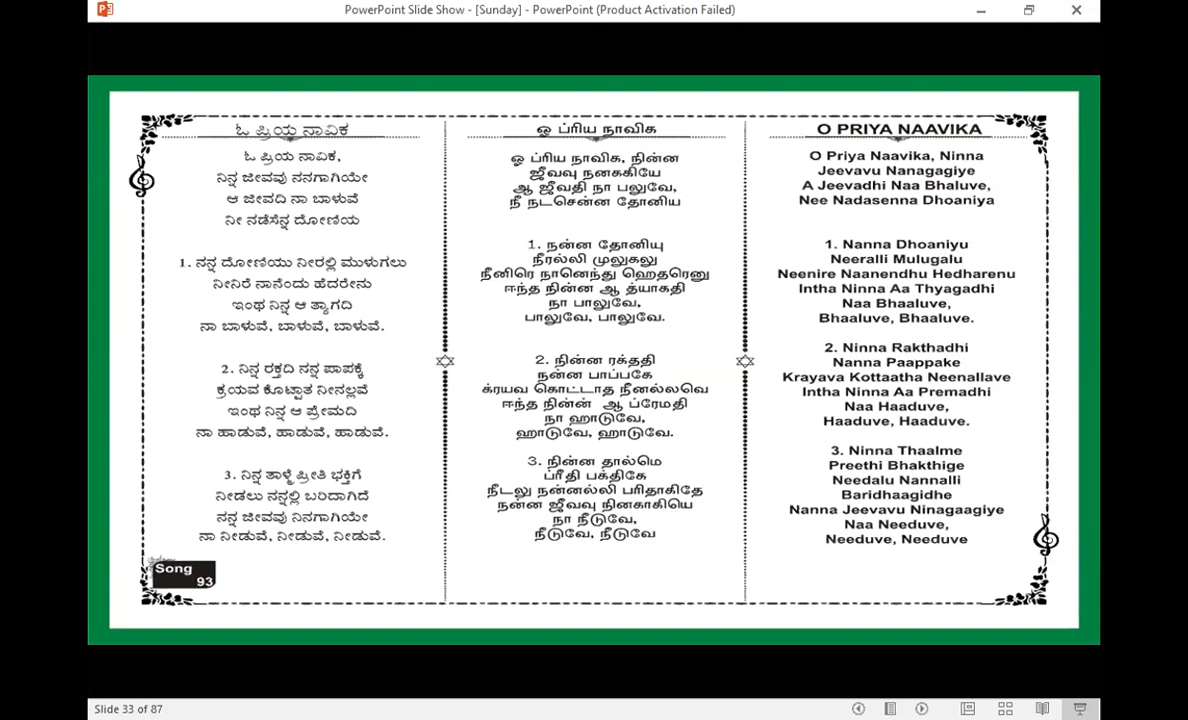 PowerPoint Slide Show - [Sunday] - PowerPoint (Product Activation Failed)
ಓ ಪ್ರಿಯ ನಾವಿಕ
ಓ ಪ್ರಿಯ ನಾವಿಕ,
ನಿನ್ನ ಜೀವವು ನನಗಾಗಿಯೇ
ಆ ಜೀವದಿ ನಾ ಬಾಳುವೆ
ನೀ ನಡೆಸೆನ್ನ ದೋಣಿಯ
1. ನನ್ನ ದೋಣಿಯು ನೀರಲ್ಲಿ ಮುಳುಗಲು
ನೀನಿರೆ ನಾನೆಂದು ಹೆದರೇನು
ಇಂಥ ನಿನ್ನ ಆ ತ್ಯಾಗದಿ
ನಾ ಬಾಳುವೆ, ಬಾಳುವೆ, ಬಾಳುವೆ.
2. ನಿನ್ನ ರಕ್ತದಿ ನನ್ನ ಪಾಪಕ್ಕೆ
ಕ್ರಯವ ಕೊಟ್ಟಾತ ನೀನಲ್ಲವೆ
ಇಂಥ ನಿನ್ನ ಆ ಪ್ರೇಮದಿ
ನಾ ಹಾಡುವೆ, ಹಾಡುವೆ, ಹಾಡುವೆ.
3. ನಿನ್ನ ತಾಳ್ಮೆ ಪ್ರೀತಿ ಭಕ್ತಿಗೆ
ನೀಡಲು ನನ್ನಲ್ಲಿ ಬರಿದಾಗಿದೆ
ನನ್ನ ಜೀವವು ನಿನಗಾಗಿಯೇ
ನಾ ನೀಡುವೆ, ನೀಡುವೆ, ನೀಡುವೆ.
Song
93
ஓ ப்ரிய நாவிக
ஓ ப்ரிய நாவிக, நின்ன
ஜீவவு நனககியே
ஆ ஜீவதி நா பலுவே,
நீ நடசென்ன தோனிய
1. நன்ன தோனியு
நீரல்லி முலுகலு
நீனிரெ நானெந்து ஹெதரெனு
ஈந்த நின்ன ஆ த்யாகதி
நா பாலுவே,
பாலுவே, பாலுவே.
2. நின்ன ரக்ததி
நன்ன பாப்பகே
க்ரயவ கொட்டாத நீனல்லவெ
ஈந்த நின்ன் ஆ ப்ரேமதி
நா ஹாடுவே,
ஹாடுவே, ஹாடுவே.
3. நின்ன தால்மெ
ப்ரீதி பக்திகே
நீடலு நன்னல்லி பரிதாகிதே
நன்ன ஜீவவு நினகாகியெ
நா நீடுவே,
நீடுவே, நீடுவே
O PRIYA NAAVIKA
O Priya Naavika, Ninna
Jeevavu Nanagagiye
A Jeevadhi Naa Bhaluve,
Nee Nadasenna Dhoaniya
1. Nanna Dhoaniyu
Neeralli Mulugalu
Neenire Naanendhu Hedharenu
Intha Ninna Aa Thyagadhi
Naa Bhaaluve,
Bhaaluve, Bhaaluve.
2. Ninna Rakthadhi
Nanna Paappake
Krayava Kottaatha Neenallave
Intha Ninna Aa Premadhi
Naa Haaduve,
Haaduve, Haaduve.
3. Ninna Thaalme
Preethi Bhakthige
Needalu Nannalli
Baridhaagidhe
Nanna Jeevavu Ninagaagiye
Naa Needuve,
Needuve, Needuve
Slide 33 of 87